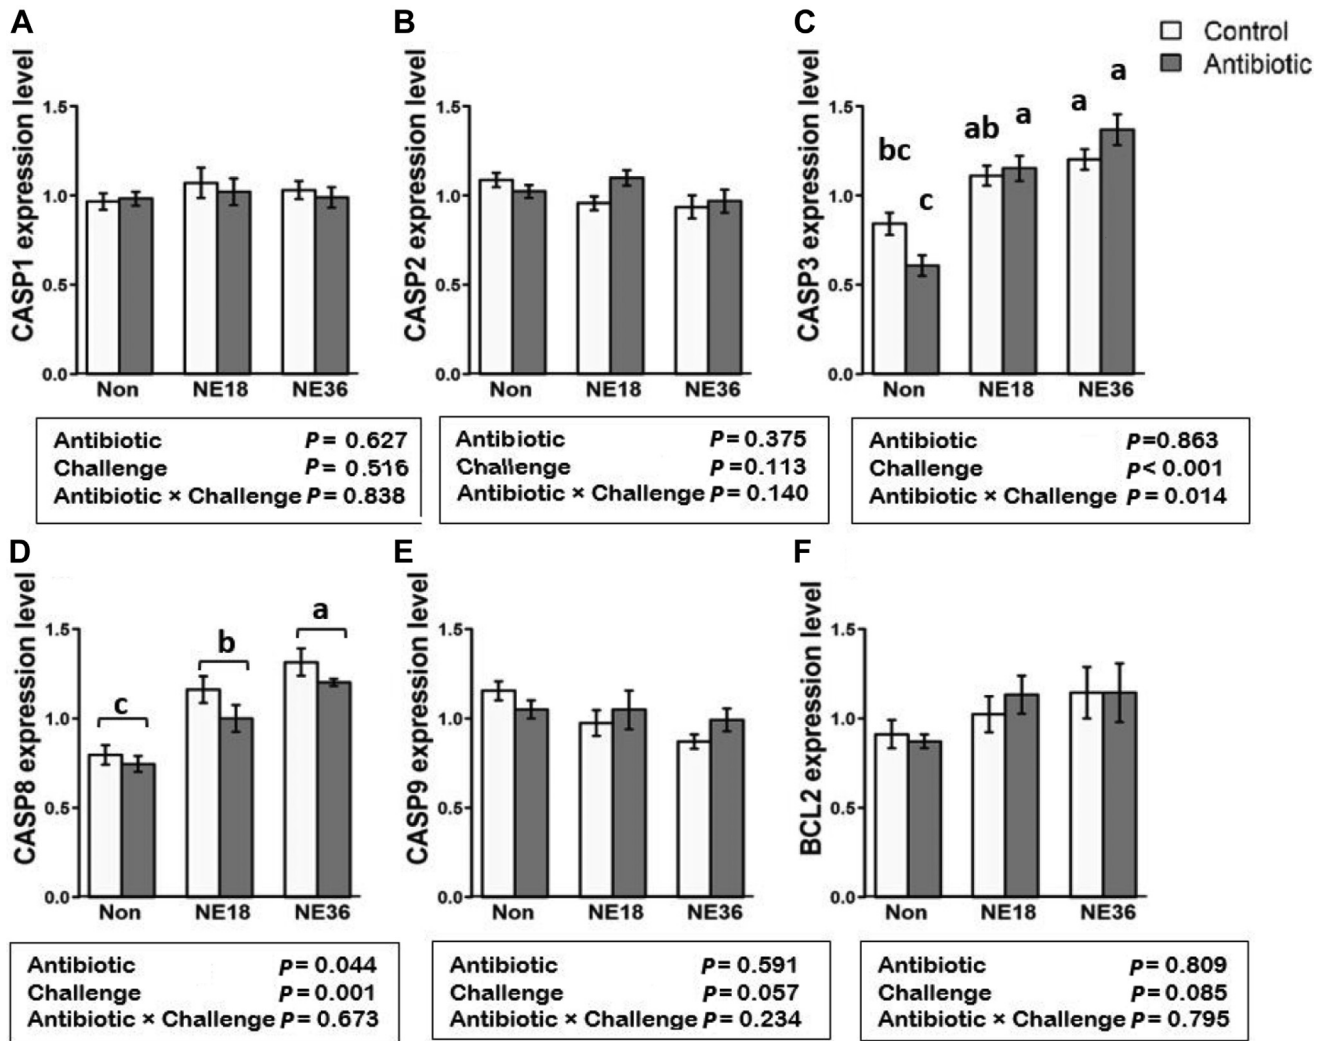 A
B
C
Control
Antibiotic
CASP1 expression level
1.5
1.0
0.5
0.0
Non NE18 NE36
CASP2 expression level
1.5
1.0
0.5
0.0
Non NE18 NE36
CASP3 expression level
1.5
1.0
0.5
0.0
bc
c
ab
a
a
a
Non NE18 NE36
Antibiotic P = 0.627
Challenge P = 0.516
Antibiotic × Challenge P = 0.838
Antibiotic P = 0.375
Challenge P = 0.113
Antibiotic × Challenge P = 0.140
Antibiotic P = 0.863
Challenge P < 0.001
Antibiotic × Challenge P = 0.014
D
E
F
CASP8 expression level
1.5
1.0
0.5
0.0
c
b
a
Non NE18 NE36
CASP9 expression level
1.5
1.0
0.5
0.0
Non NE18 NE36
BCL2 expression level
1.5
1.0
0.5
0.0
Non NE18 NE36
Antibiotic P = 0.044
Challenge P = 0.001
Antibiotic × Challenge P = 0.673
Antibiotic P = 0.591
Challenge P = 0.057
Antibiotic × Challenge P = 0.234
Antibiotic P = 0.809
Challenge P = 0.085
Antibiotic × Challenge P = 0.795